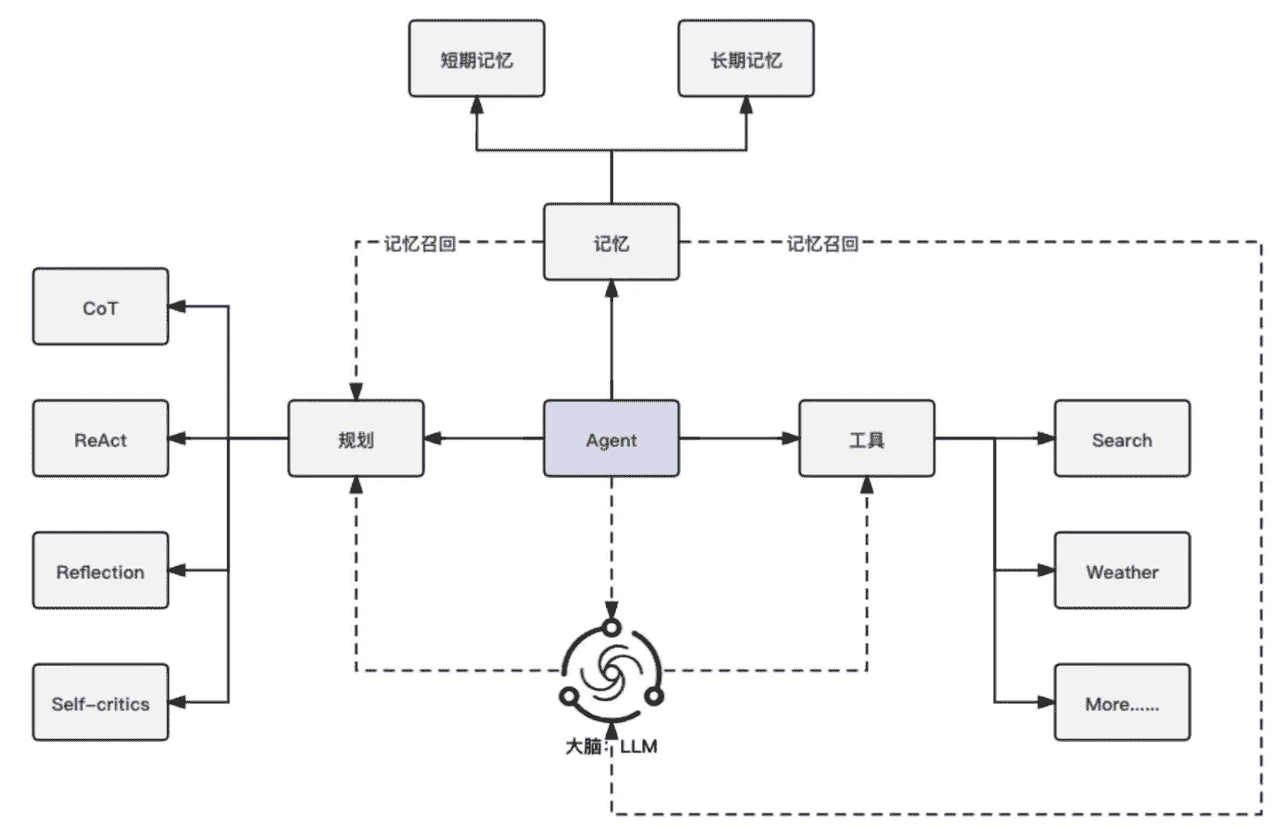 短期记忆
长期记忆
记忆召回
记忆
记忆召回
CoT
ReAct
规划
Agent
工具
Search
Reflection
Weather
Self-critics
More......
大脑：LLM